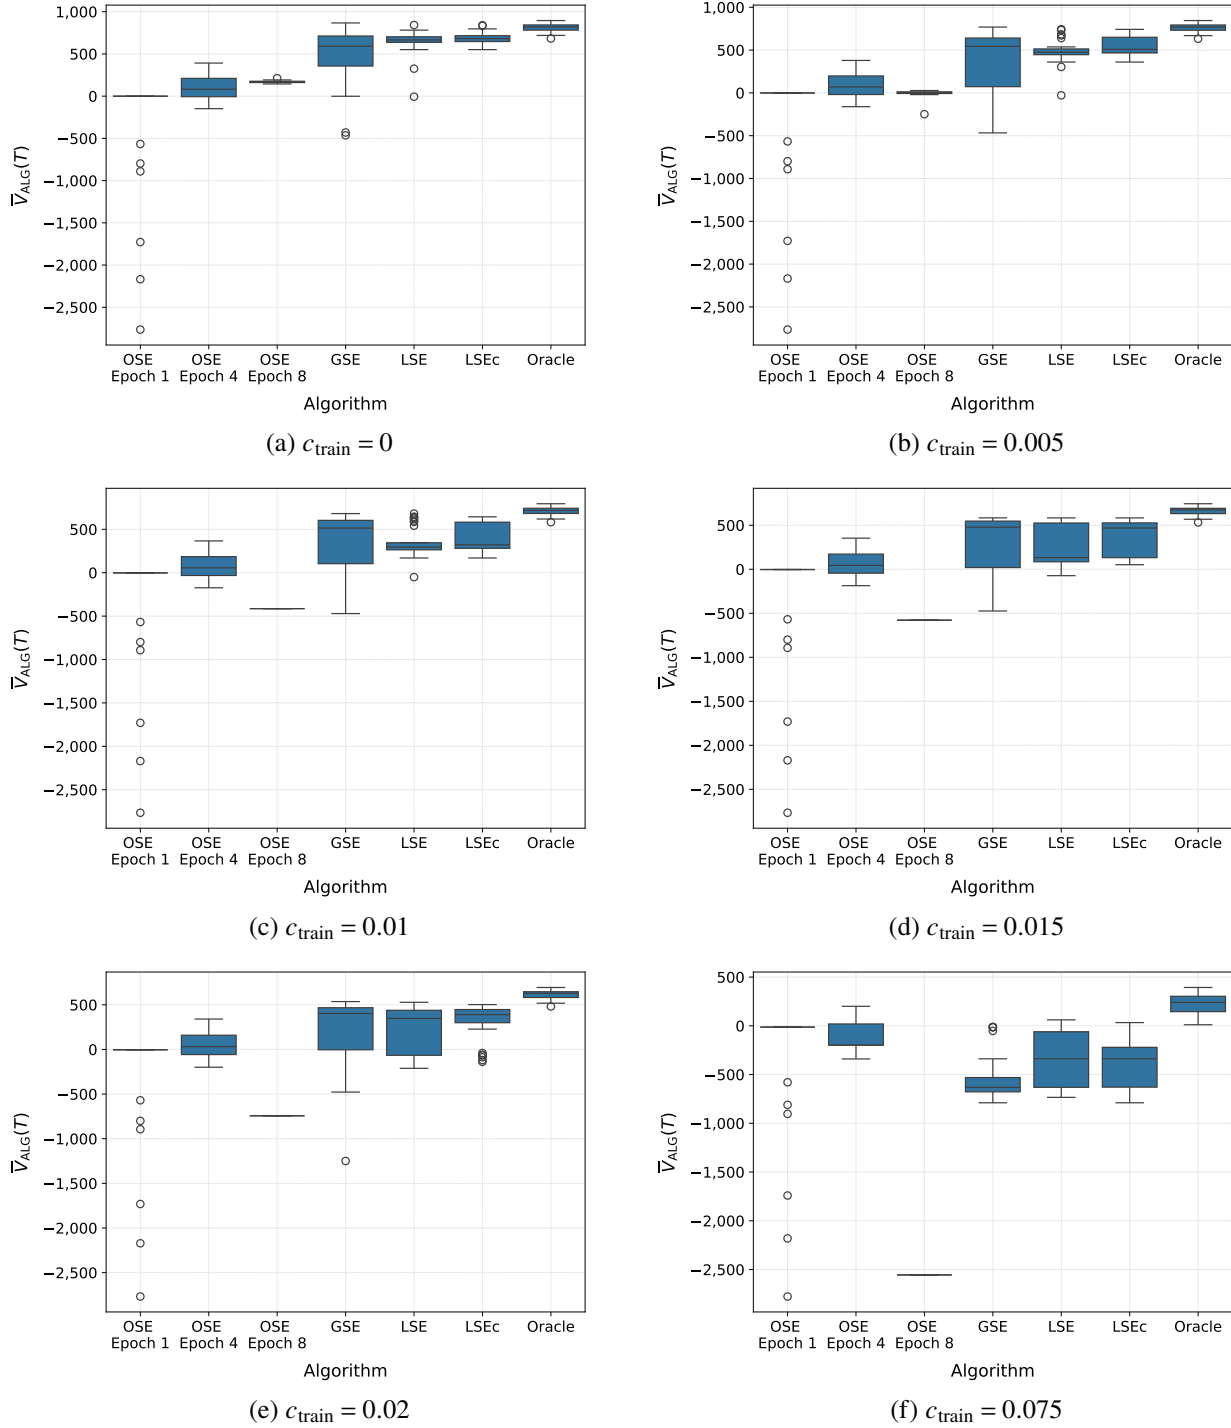 1,000
500
0
−500
−1,000
−1,500
−2,000
−2,500
V̅ALG(T)
OSE Epoch 1
OSE Epoch 4
OSE Epoch 8
GSE
LSE
LSEc
Oracle
Algorithm
(a) c_train = 0
1,000
500
0
−500
−1,000
−1,500
−2,000
−2,500
V̅ALG(T)
OSE Epoch 1
OSE Epoch 4
OSE Epoch 8
GSE
LSE
LSEc
Oracle
Algorithm
(b) c_train = 0.005
500
0
−500
−1,000
−1,500
−2,000
−2,500
V̅ALG(T)
OSE Epoch 1
OSE Epoch 4
OSE Epoch 8
GSE
LSE
LSEc
Oracle
Algorithm
(c) c_train = 0.01
500
0
−500
−1,000
−1,500
−2,000
−2,500
V̅ALG(T)
OSE Epoch 1
OSE Epoch 4
OSE Epoch 8
GSE
LSE
LSEc
Oracle
Algorithm
(d) c_train = 0.015
500
0
−500
−1,000
−1,500
−2,000
−2,500
V̅ALG(T)
OSE Epoch 1
OSE Epoch 4
OSE Epoch 8
GSE
LSE
LSEc
Oracle
Algorithm
(e) c_train = 0.02
500
0
−500
−1,000
−1,500
−2,000
−2,500
V̅ALG(T)
OSE Epoch 1
OSE Epoch 4
OSE Epoch 8
GSE
LSE
LSEc
Oracle
Algorithm
(f) c_train = 0.075